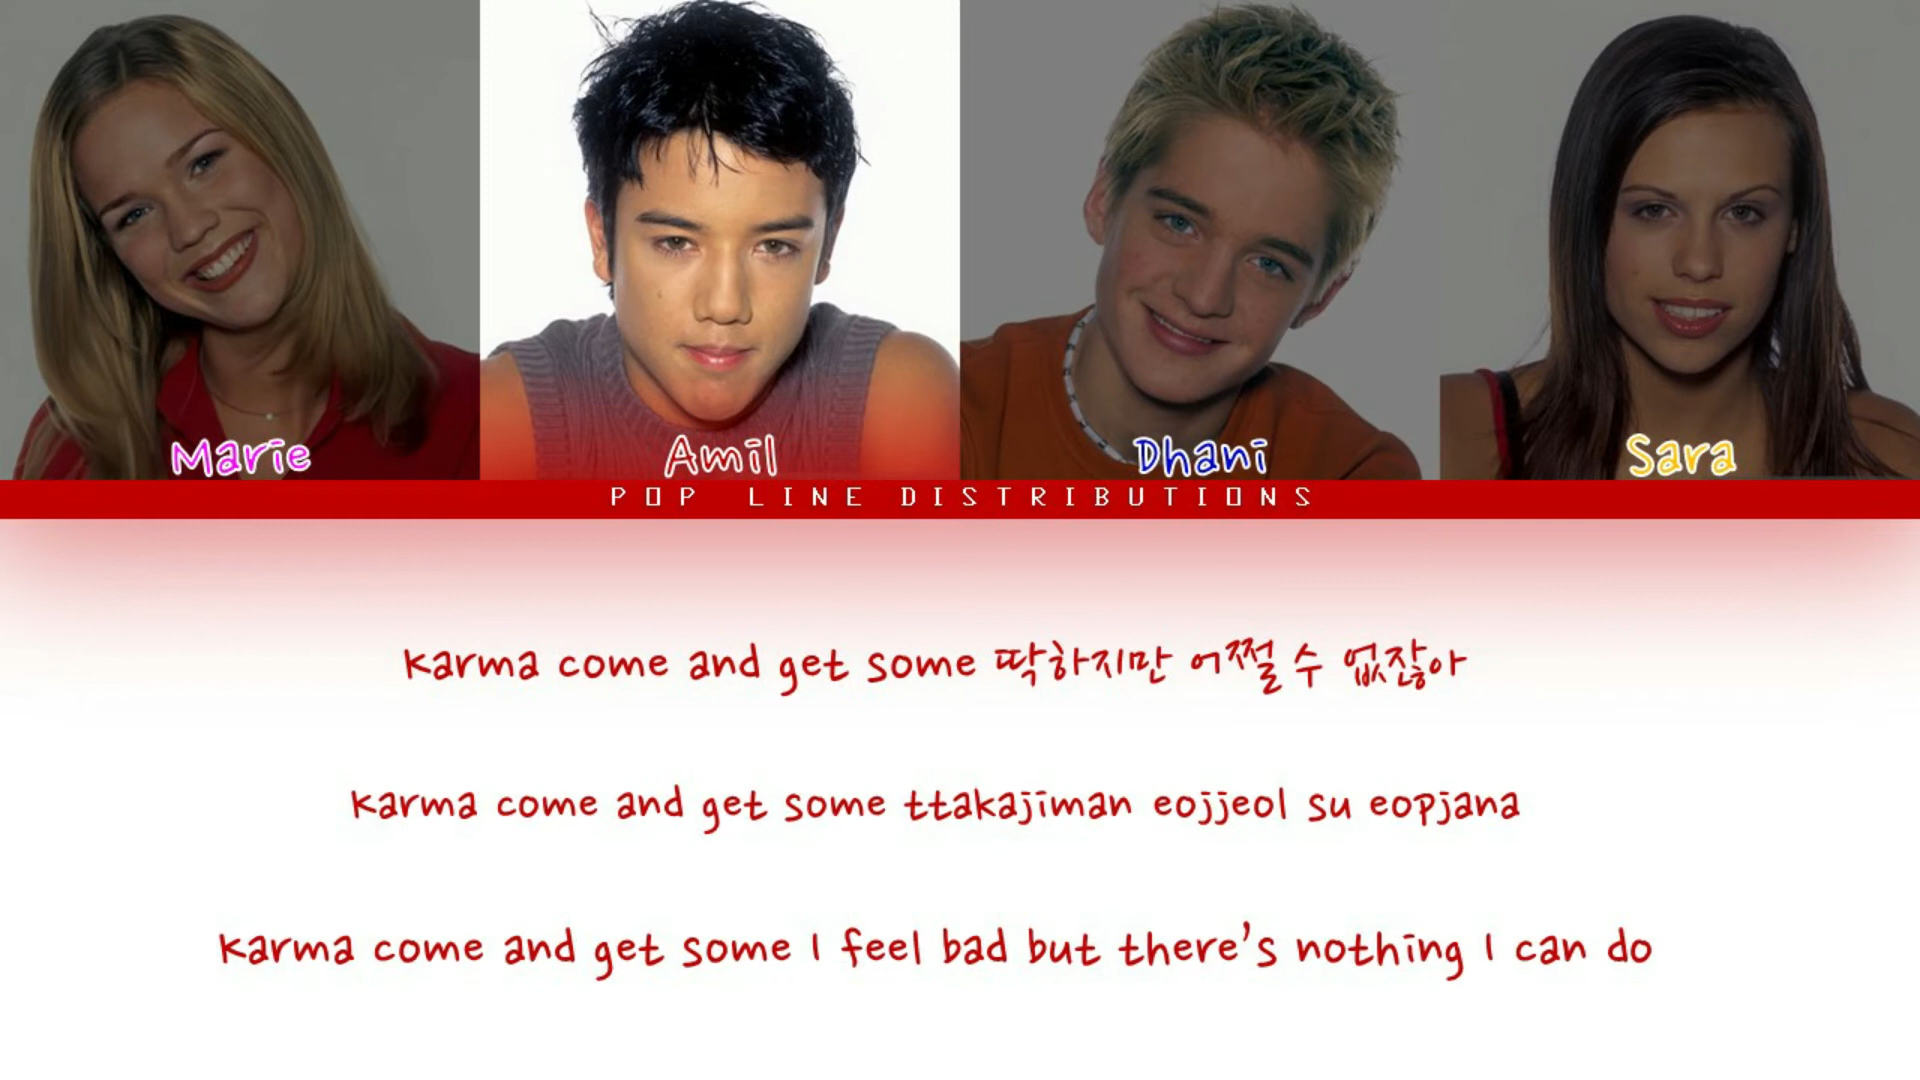 Marie
Amil
Dhani
Sara
POP LINE DISTRIBUTIONS
karma come and get some 딱하지만 어쩔 수 없잖아
karma come and get some ttakajiman eojjeol su eopjana
karma come and get some I feel bad but there's nothing I can do